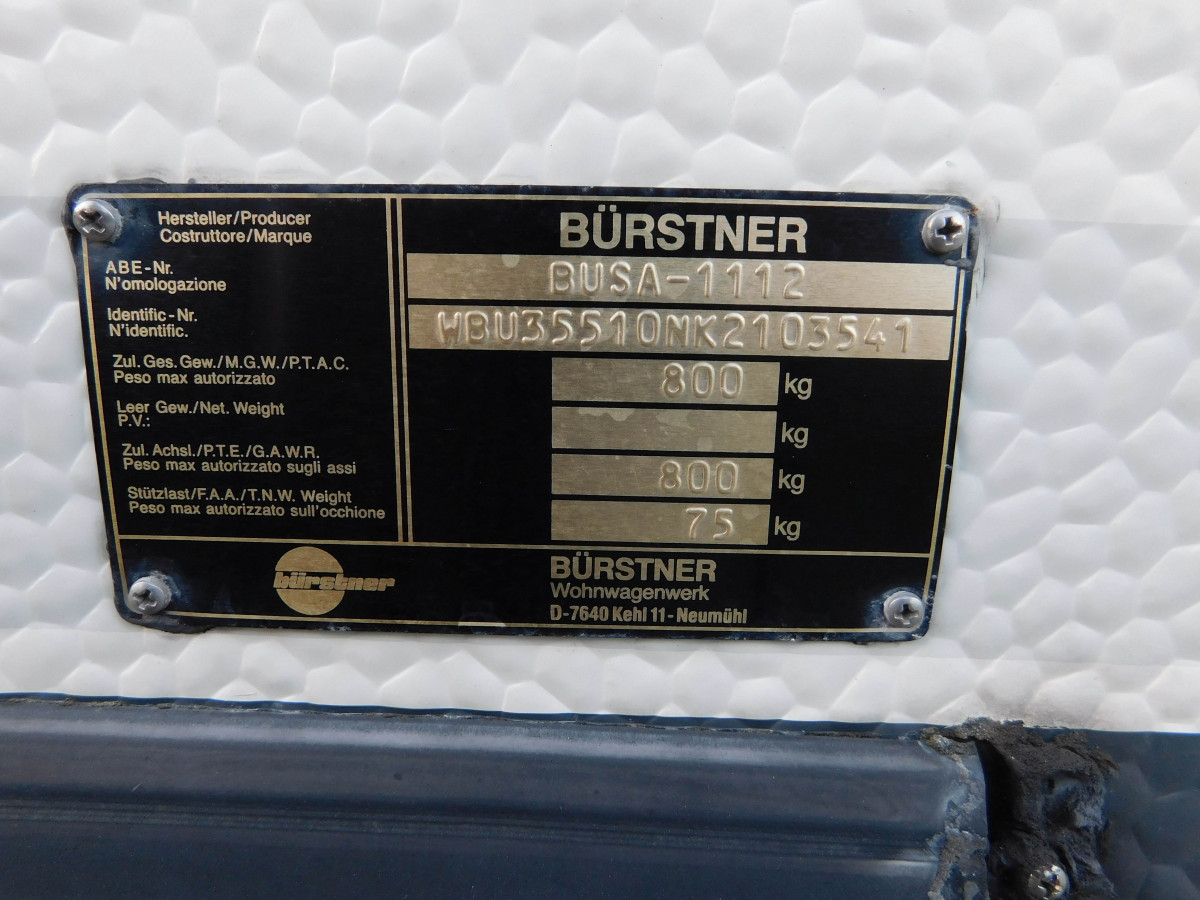 Hersteller/Producer
Costruttore/Marque
BÜRSTNER
ABE-Nr.
N'omologazione
BUSA-1112
Identific-Nr.
N'identific.
WBU35510NK2103541
Zul. Ges. Gew./M.G.W./P.T.A.C.
Peso max autorizzato
800 kg
Leer Gew./Net. Weight
P.V.:
kg
Zul. Achsl./P.T.E./G.A.W.R.
Peso max autorizzato sugli assi
800 kg
Stützlast/F.A.A./T.N.W. Weight
Peso max autorizzato sull'occhione
75 kg
bürstner
BÜRSTNER
Wohnwagenwerk
D-7640 Kehl 11-Neumühl